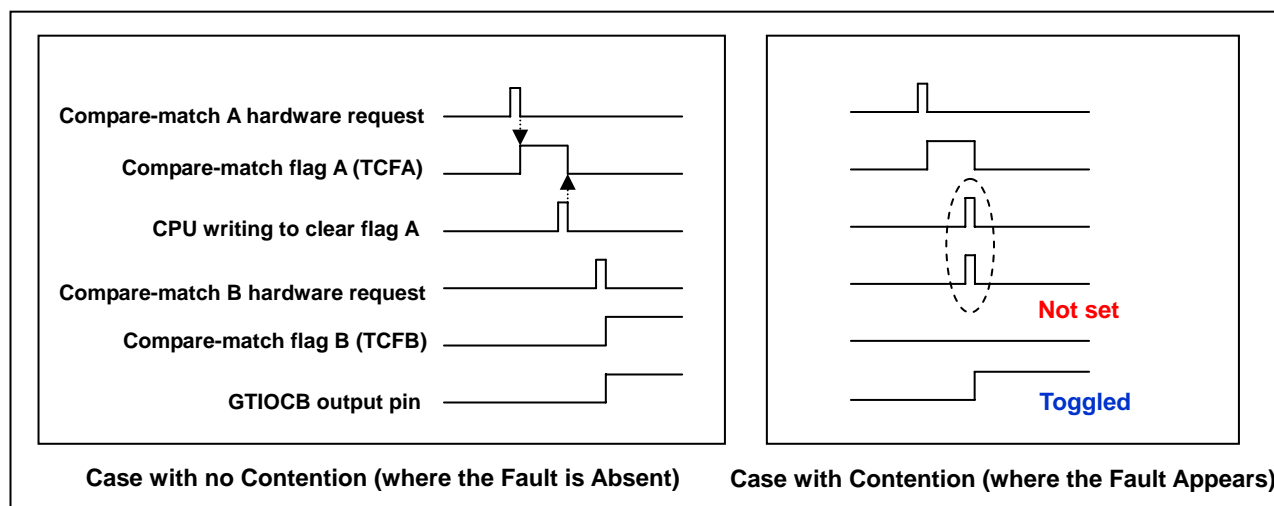 Compare-match A hardware request
Compare-match flag A (TCFA)
CPU writing to clear flag A
Compare-match B hardware request
Not set
Compare-match flag B (TCFB)
GTIOCB output pin
Toggled
Case with no Contention (where the Fault is Absent)
Case with Contention (where the Fault Appears)